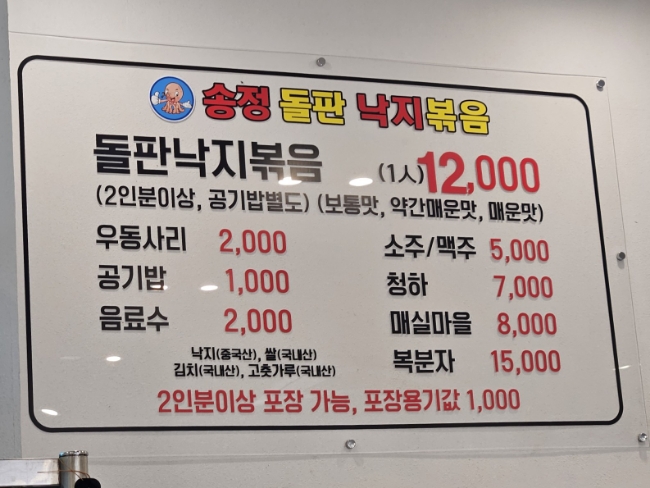 송정 돌판 낙지볶음
돌판낙지볶음 (1人) 12,000
(2인분이상, 공기밥별도) (보통맛, 약간매운맛, 매운맛)
우동사리 2,000
공기밥 1,000
음료수 2,000
소주/맥주 5,000
청하 7,000
매실마을 8,000
복분자 15,000
낙지(중국산), 쌀(국내산)
김치(국내산), 고춧가루(국내산)
2인분이상 포장 가능, 포장용기값 1,000